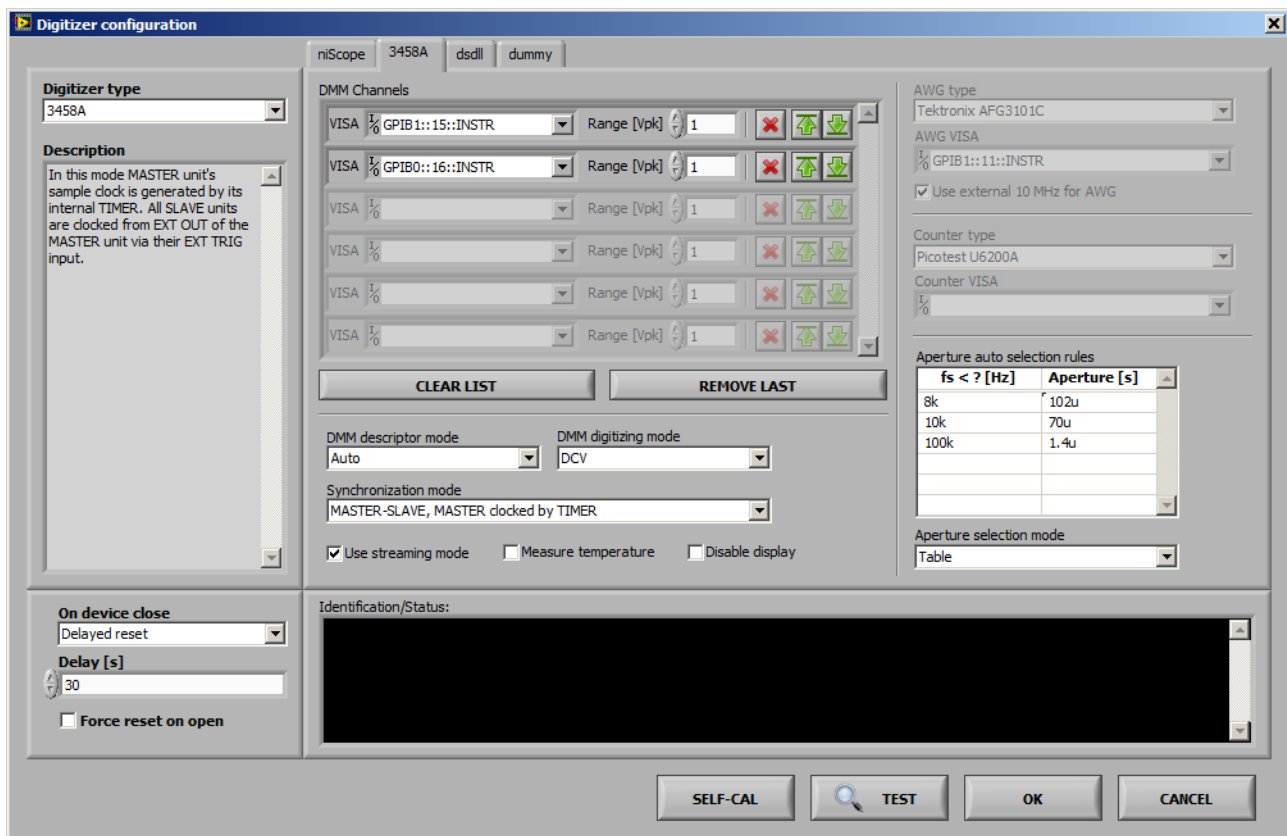 Digitizer configuration
niScope 3458A dsdll dummy
Digitizer type
3458A
Description
In this mode MASTER unit's
sample clock is generated by its
internal TIMER. All SLAVE units
are clocked from EXT OUT of the
MASTER unit via their EXT TRIG
input.
On device close
Delayed reset
Delay [s]
30
Force reset on open
DMM Channels
VISA GPIB1::15::INSTR Range [Vpk] 1
VISA GPIB0::16::INSTR Range [Vpk] 1
VISA Range [Vpk] 1
VISA Range [Vpk] 1
VISA Range [Vpk] 1
VISA Range [Vpk] 1
CLEAR LIST REMOVE LAST
DMM descriptor mode DMM digitizing mode
Auto DCV
Synchronization mode
MASTER-SLAVE, MASTER clocked by TIMER
Use streaming mode Measure temperature Disable display
AWG type
Tektronix AFG3101C
AWG VISA
GPIB1::11::INSTR
Use external 10 MHz for AWG
Counter type
Picotest U6200A
Counter VISA
Aperture auto selection rules
fs < ? [Hz] Aperture [s]
8k 102u
10k 70u
100k 1.4u
Aperture selection mode
Table
Identification/Status:
SELF-CAL TEST OK CANCEL